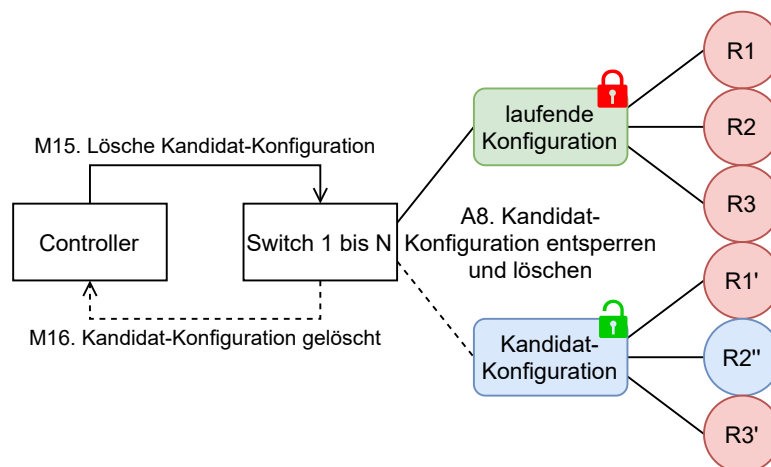 M15. Lösche Kandidat-Konfiguration
Controller
Switch 1 bis N
M16. Kandidat-Konfiguration gelöscht
laufende
Konfiguration
A8. Kandidat-
Konfiguration entsperren
und löschen
Kandidat-
Konfiguration
R1
R2
R3
R1'
R2''
R3'